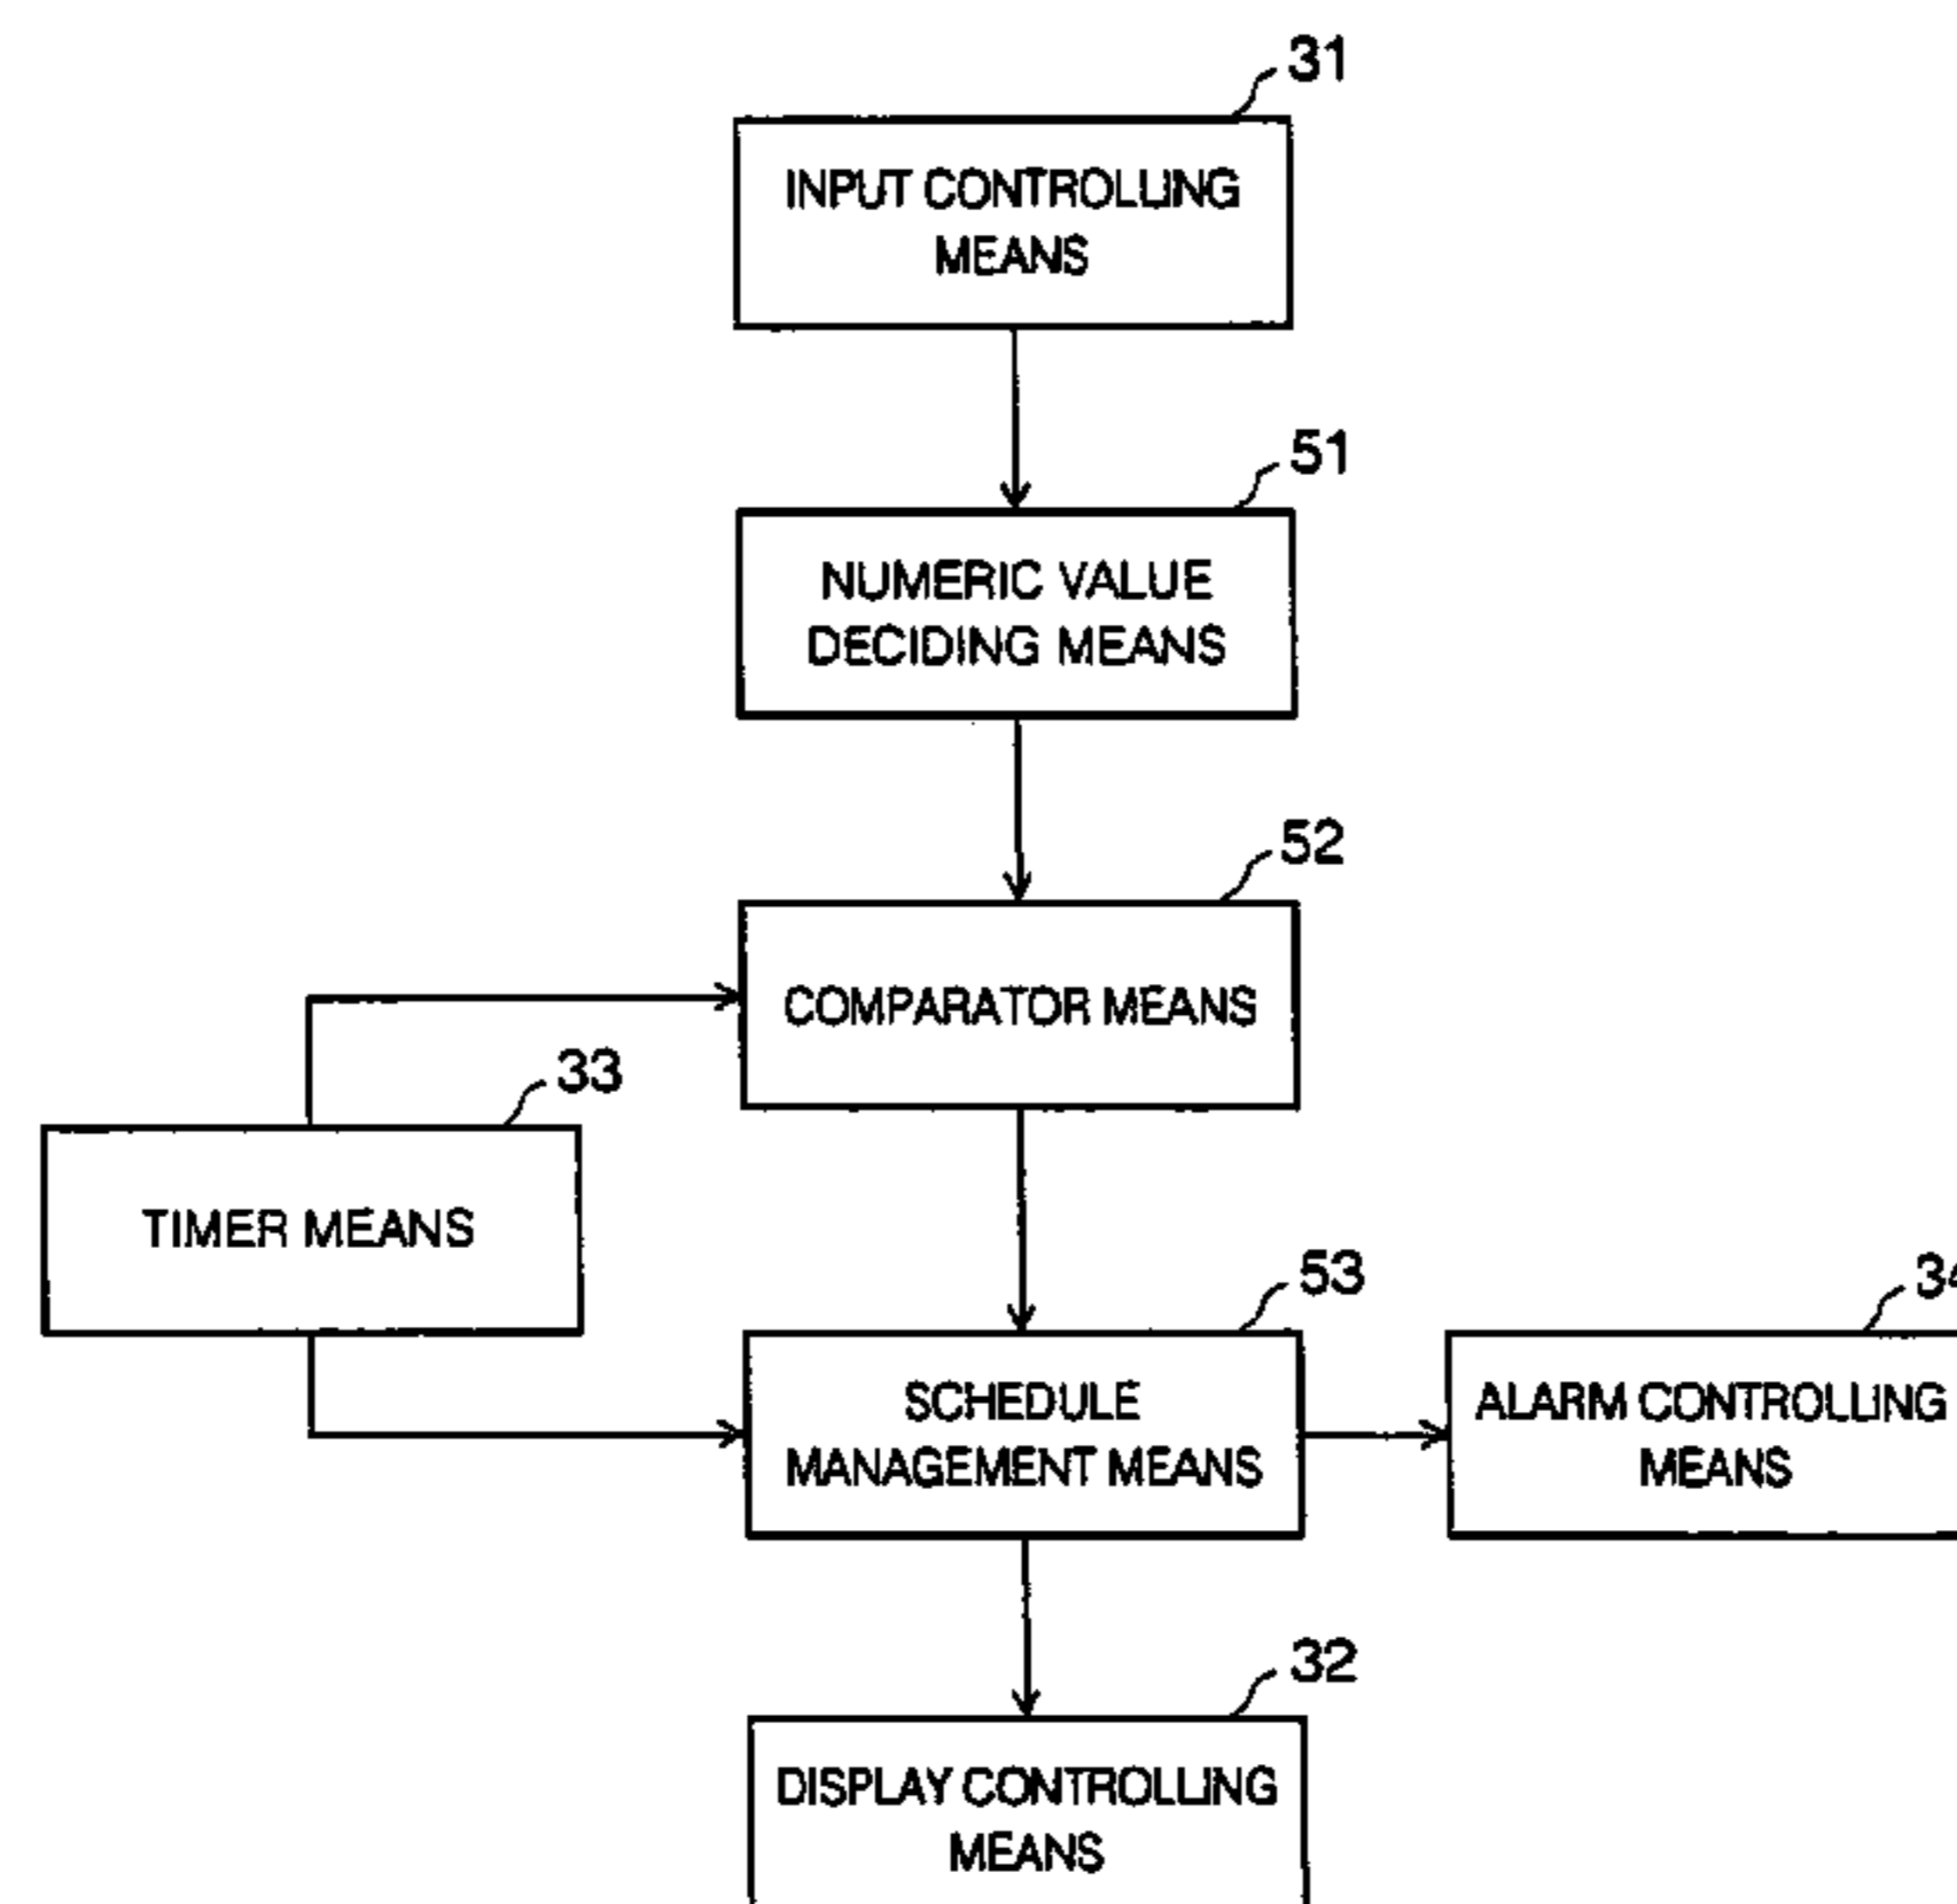 31
INPUT CONTROLLING
MEANS
51
NUMERIC VALUE
DECIDING MEANS
52
COMPARATOR MEANS
33
TIMER MEANS
53
SCHEDULE
MANAGEMENT MEANS
34
ALARM CONTROLLING
MEANS
32
DISPLAY CONTROLLING
MEANS